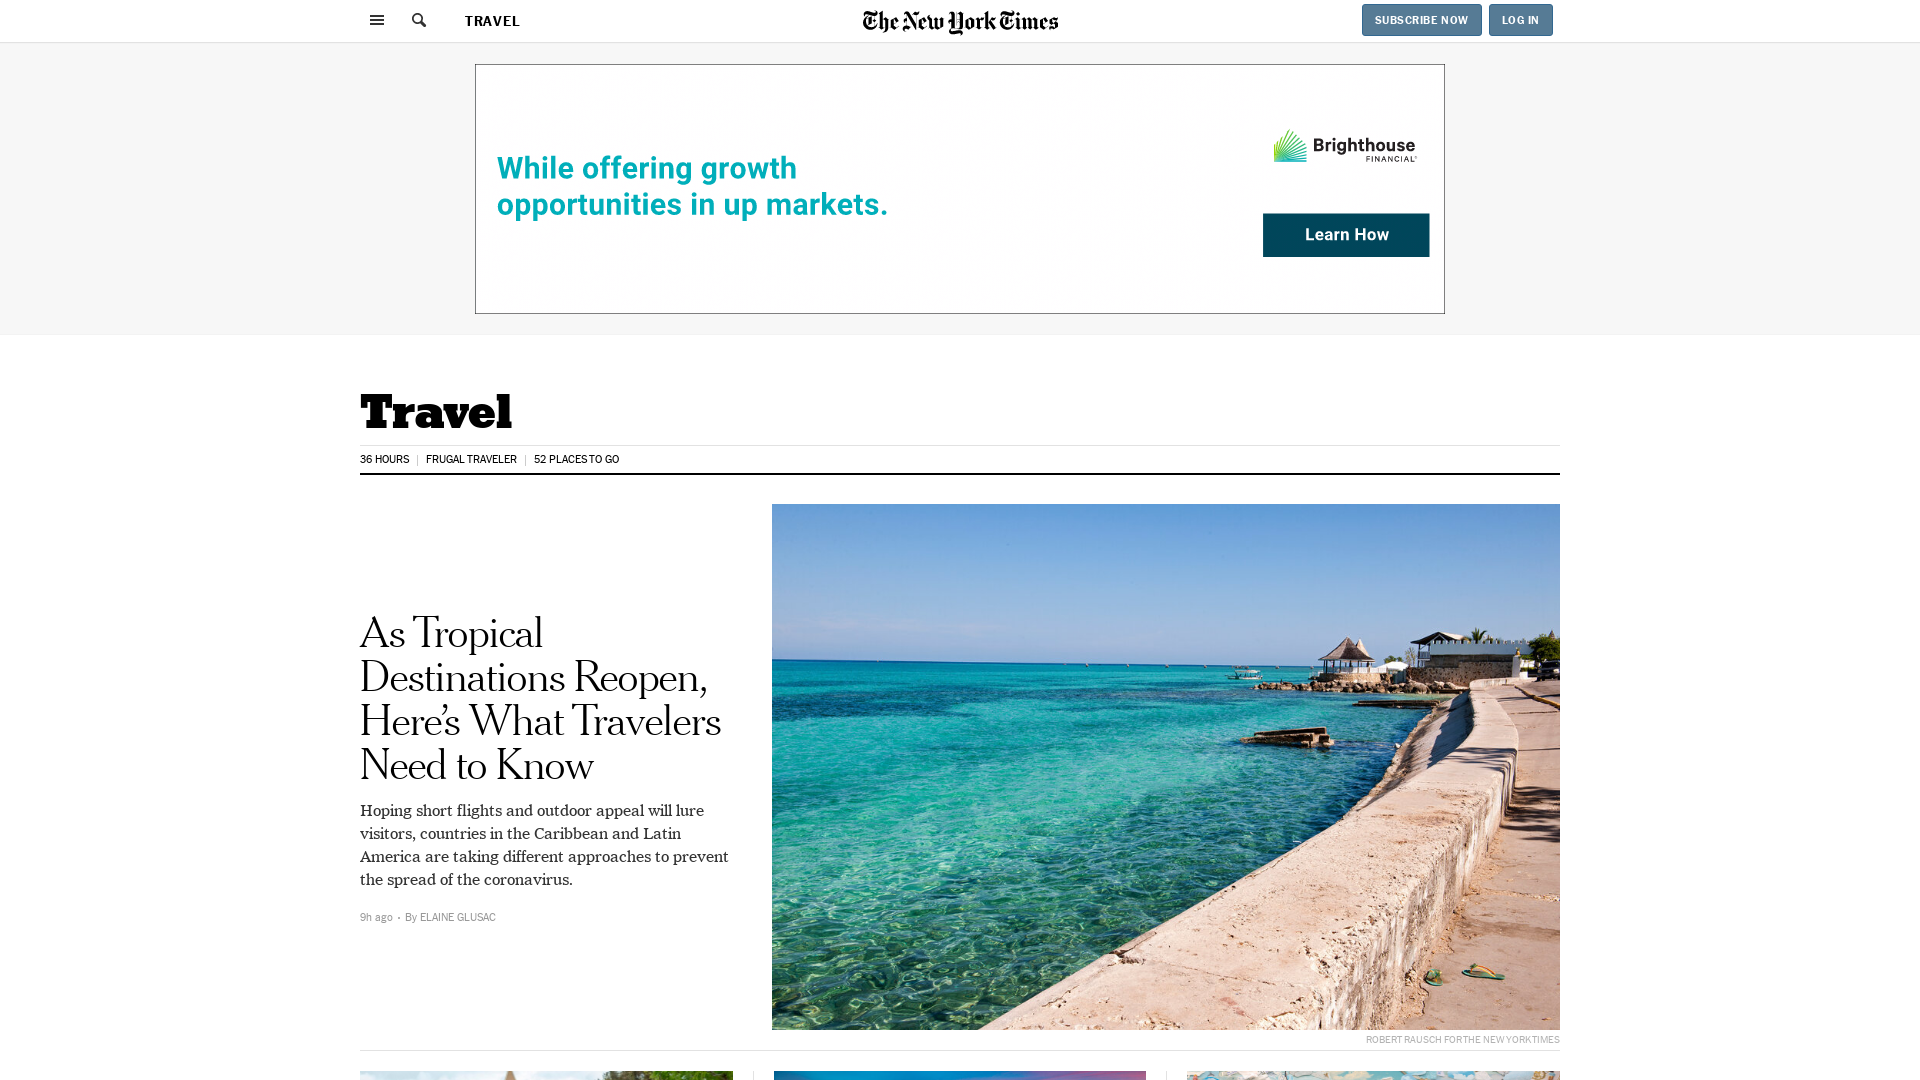 TRAVEL
The New York Times
SUBSCRIBE NOW
LOG IN
While offering growth
opportunities in up markets.
Brighthouse
FINANCIAL
Learn How
Travel
36 HOURS
FRUGAL TRAVELER
52 PLACES TO GO
As Tropical
Destinations Reopen,
Here’s What Travelers
Need to Know
Hoping short flights and outdoor appeal will lure
visitors, countries in the Caribbean and Latin
America are taking different approaches to prevent
the spread of the coronavirus.
9h ago • By ELAINE GLUSAC
ROBERT RAUSCH FOR THE NEW YORK TIMES